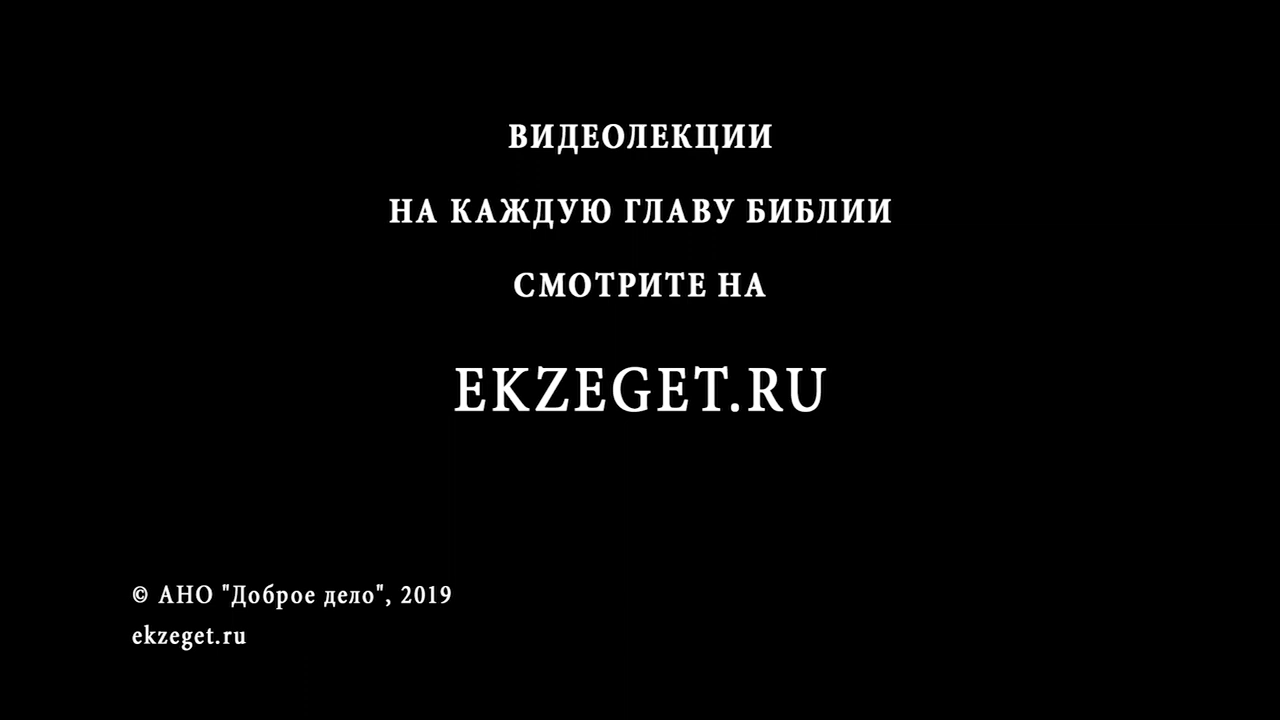 ВИДЕОЛЕКЦИИ
НА КАЖДУЮ ГЛАВУ БИБЛИИ
СМОТРИТЕ НА
EKZEGET.RU
© АНО "Доброе дело", 2019
ekzeget.ru